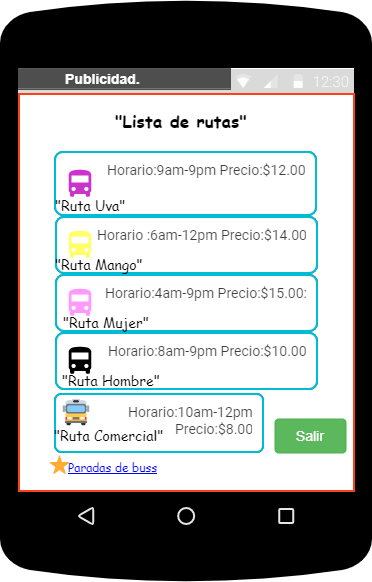 Publicidad.
12:30
"Lista de rutas"
Horario:9am-9pm Precio:$12.00
"Ruta Uva"
Horario :6am-12pm Precio:$14.00
"Ruta Mango"
Horario:4am-9pm Precio:$15.00:
"Ruta Mujer"
Horario:8am-9pm Precio:$10.00
"Ruta Hombre"
Horario:10am-12pm
Precio:$8.00
"Ruta Comercial"
Salir
Paradas de buss